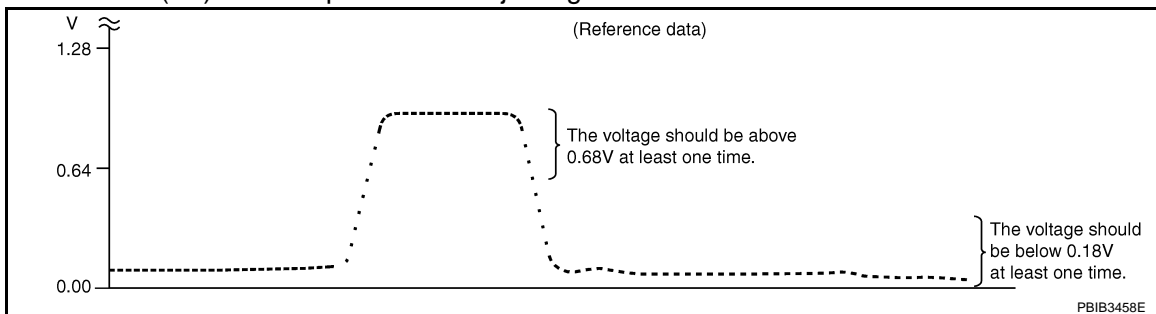 V
(Reference data)
1.28
The voltage should be above
0.68V at least one time.
0.64
The voltage should
be below 0.18V
at least one time.
0.00
PBIB3458E